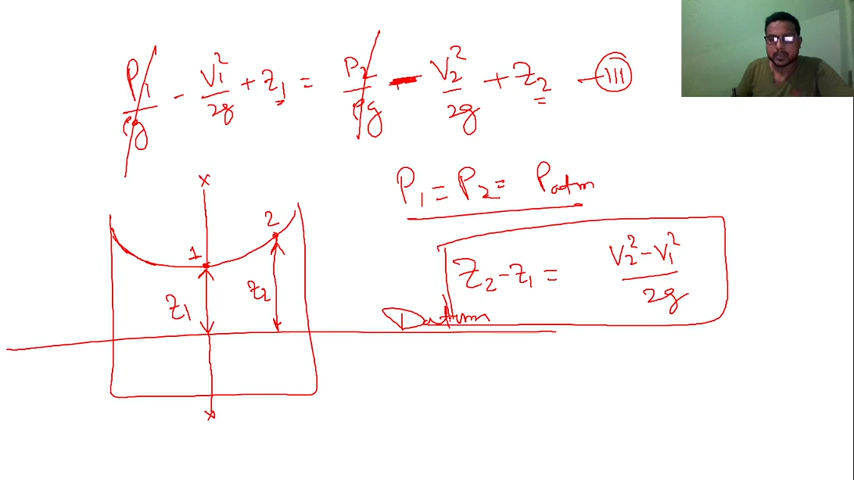 P₁/ρg - V₁²/2g + Z₁ = P₂/ρg - V₂²/2g + Z₂ — III
P₁ = P₂ = Patm
Z₂ - Z₁ = V₂² - V₁²/2g
x
1
2
Z₁
Z₂
Datum
x